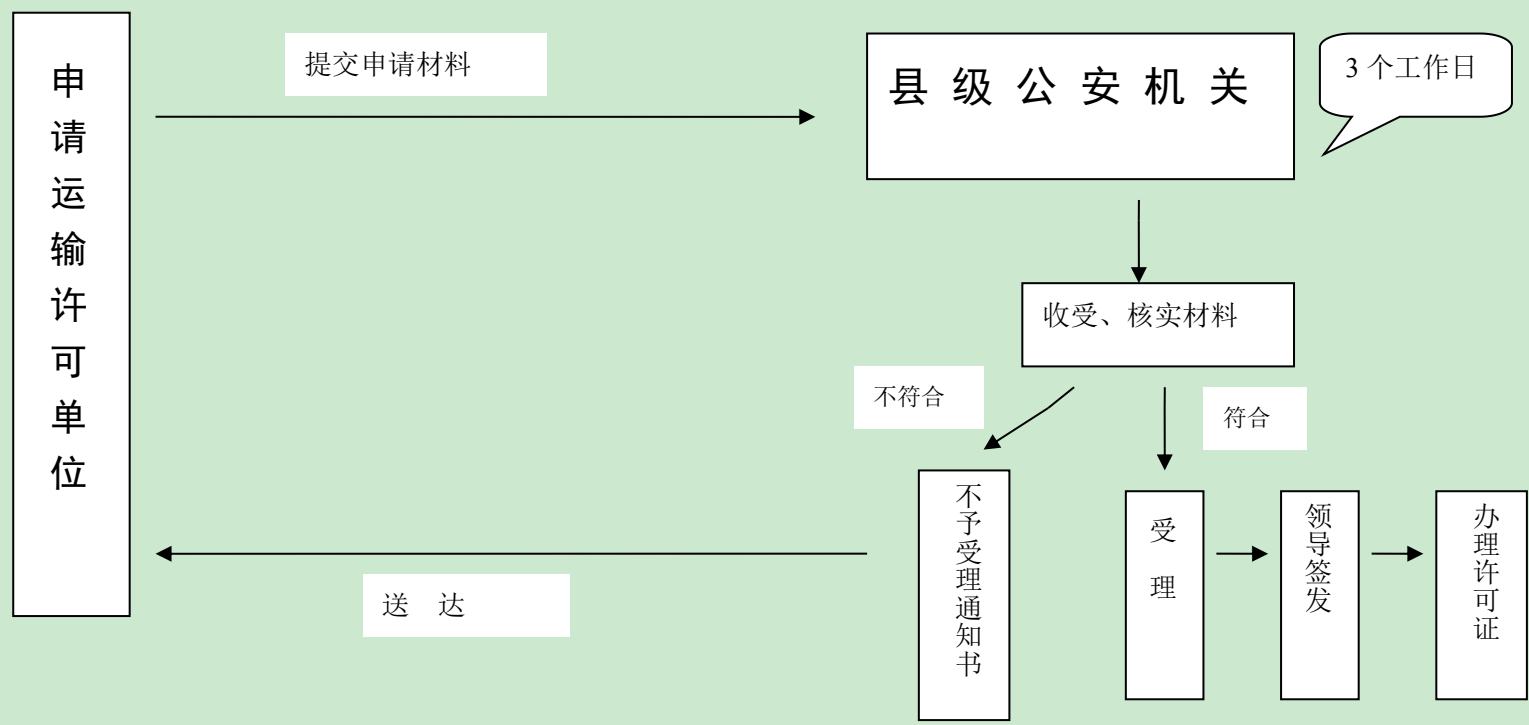 申请运输许可单位
提交申请材料
县级公安机关
3个工作日
收受、核实材料
不符合
符合
不予受理通知书
受理
领导签发
办理许可证
送 达